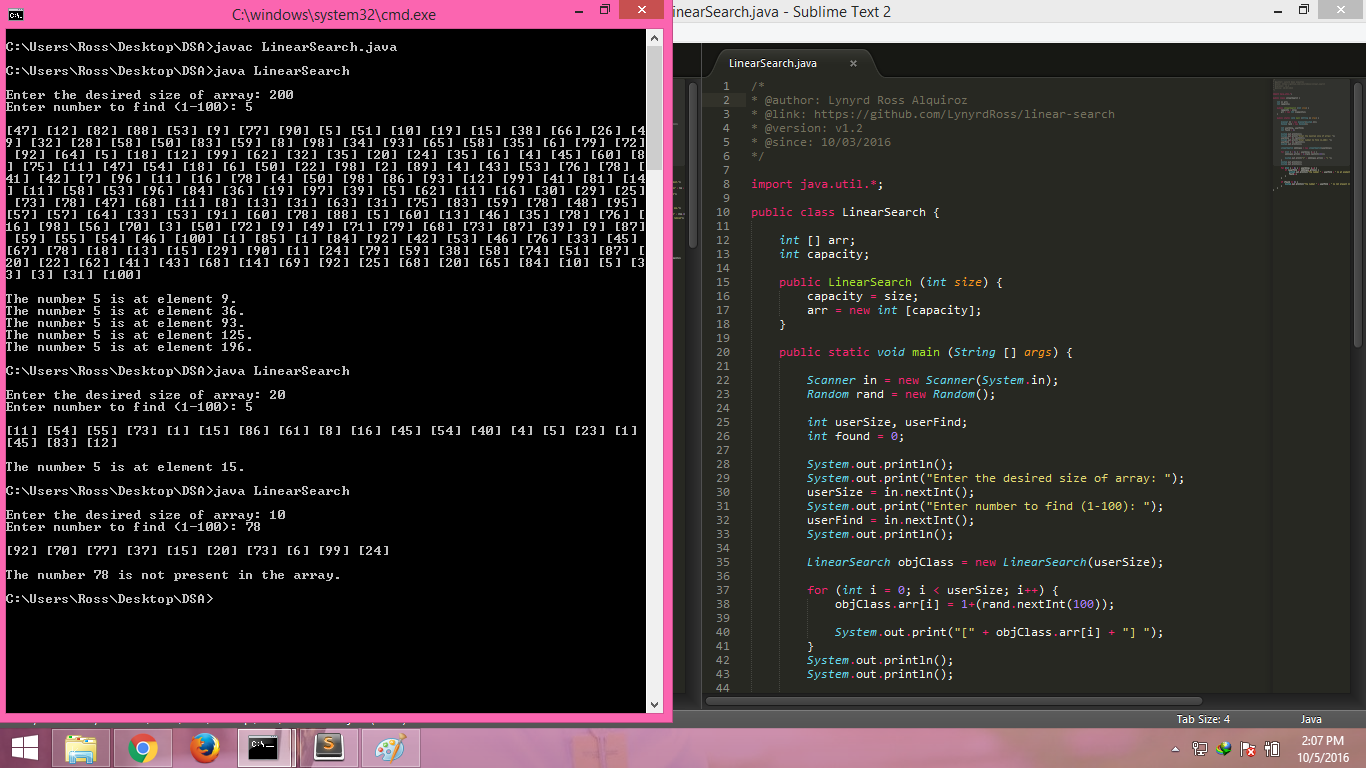 C:\windows\system32\cmd.exe
C:\Users\Ross\Desktop\DSA>javac LinearSearch.java
C:\Users\Ross\Desktop\DSA>java LinearSearch
Enter the desired size of array: 200
Enter number to find (1-100): 5
[47] [12] [82] [88] [53] [9] [77] [90] [5] [51] [10] [19] [15] [38] [66] [26] [4
9] [32] [28] [58] [50] [83] [59] [8] [98] [34] [93] [65] [58] [35] [6] [79] [72]
[92] [64] [5] [18] [12] [99] [62] [32] [35] [20] [24] [35] [6] [4] [45] [60] [8
] [75] [11] [47] [54] [18] [6] [50] [22] [98] [2] [89] [4] [43] [53] [76] [78] [
41] [42] [7] [96] [11] [16] [78] [4] [50] [98] [86] [93] [12] [9] [41] [31] [14]
[11] [58] [53] [96] [84] [36] [19] [97] [39] [5] [62] [11] [16] [30] [29] [25]
[73] [78] [47] [68] [11] [8] [13] [31] [63] [31] [75] [83] [59] [78] [48] [95]
[57] [57] [64] [33] [53] [91] [60] [78] [88] [5] [60] [13] [46] [35] [78] [76] [
16] [98] [56] [70] [3] [50] [72] [9] [49] [71] [79] [68] [73] [87] [39] [9] [87]
[59] [55] [54] [46] [100] [1] [85] [1] [84] [92] [42] [53] [46] [76] [33] [45]
[67] [78] [18] [13] [15] [29] [90] [1] [24] [79] [59] [38] [58] [74] [51] [87] [
20] [22] [62] [41] [43] [68] [14] [69] [92] [25] [68] [20] [65] [84] [10] [5] [3
3] [3] [31] [100]
The number 5 is at element 9.
The number 5 is at element 36.
The number 5 is at element 93.
The number 5 is at element 125.
The number 5 is at element 196.
C:\Users\Ross\Desktop\DSA>java LinearSearch
Enter the desired size of array: 20
Enter number to find (1-100): 5
[11] [54] [55] [73] [1] [15] [86] [61] [8] [16] [45] [54] [40] [4] [5] [23] [1]
[45] [83] [12]
The number 5 is at element 15.
C:\Users\Ross\Desktop\DSA>java LinearSearch
Enter the desired size of array: 10
Enter number to find (1-100): 78
[92] [70] [77] [37] [15] [20] [73] [6] [99] [24]
The number 78 is not present in the array.
C:\Users\Ross\Desktop\DSA>
inearSearch.java - Sublime Text 2
LinearSearch.java
1 /*
2 * @author: Lynyrd Ross Alquiroz
3 * @link: https://github.com/LynyrdRoss/linear-search
4 * @version: v1.2
5 * @since: 10/03/2016
6 */
7
8 import java.util.*;
9
10 public class LinearSearch {
11
12 int [] arr;
13 int capacity;
14
15 public LinearSearch (int size) {
16 capacity = size;
17 arr = new int [capacity];
18 }
19
20 public static void main (String [] args) {
21
22 Scanner in = new Scanner(System.in);
23 Random rand = new Random();
24
25 int userSize, userFind;
26 int found = 0;
27
28 System.out.println();
29 System.out.print("Enter the desired size of array: ");
30 userSize = in.nextInt();
31 System.out.print("Enter number to find (1-100): ");
32 userFind = in.nextInt();
33 System.out.println();
34
35 LinearSearch objClass = new LinearSearch(userSize);
36
37 for (int i = 0; i < userSize; i++) {
38 objClass.arr[i] = 1+(rand.nextInt(100));
39
40 System.out.print("[" + objClass.arr[i] + "] ");
41 }
42 System.out.println();
43 System.out.println();
44
Tab Size: 4
Java
2:07 PM
10/5/2016